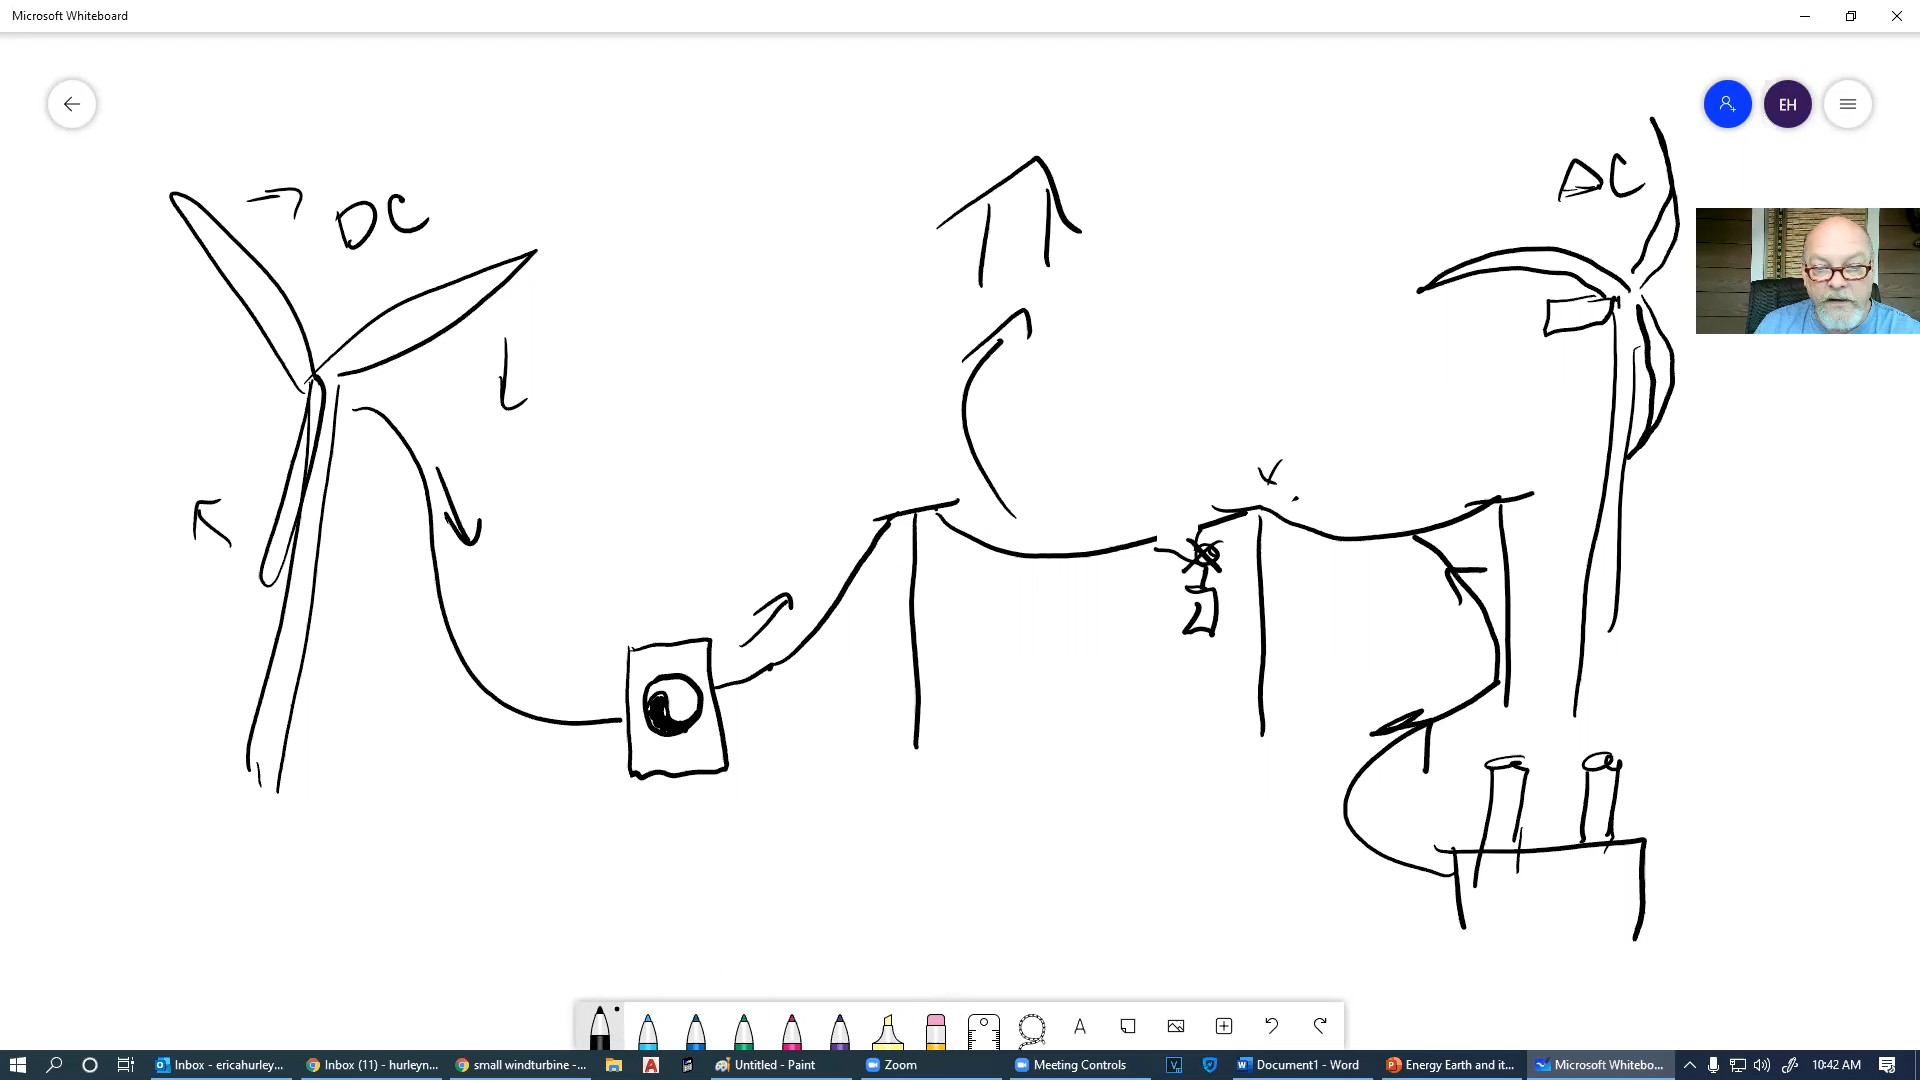 Microsoft Whiteboard
EH
DC
DC
A
Inbox - ericahurley...
Inbox (11) - hurleyn...
small windturbine -...
Untitled - Paint
Zoom
Meeting Controls
Document1 - Word
Energy Earth and it...
Microsoft Whitebo...
10:42 AM